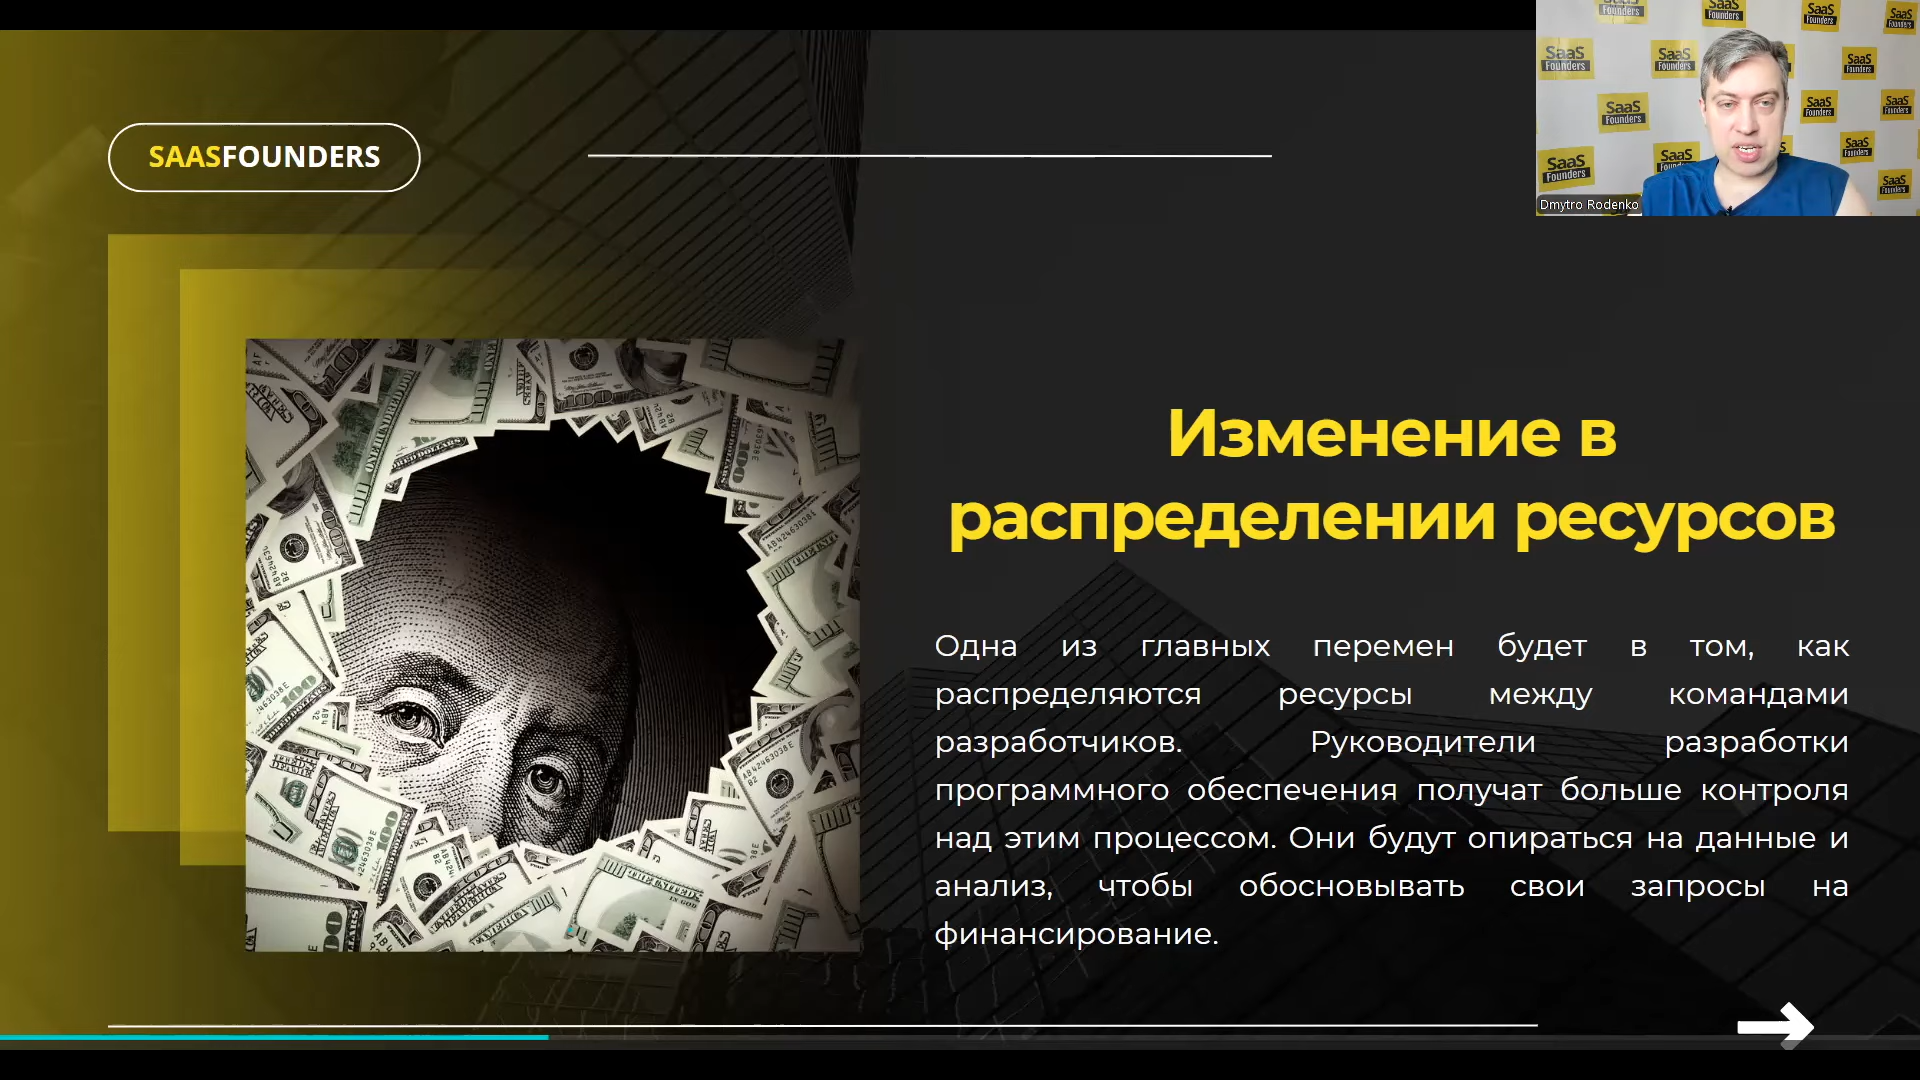 SAASFOUNDERS
SaaS Founders
Dmytro Rodenko
Изменение в
распределении ресурсов
Одна из главных перемен будет в том, как
распределяются ресурсы между командами
разработчиков. Руководители разработки
программного обеспечения получат больше контроля
над этим процессом. Они будут опираться на данные и
анализ, чтобы обосновывать свои запросы на
финансирование.